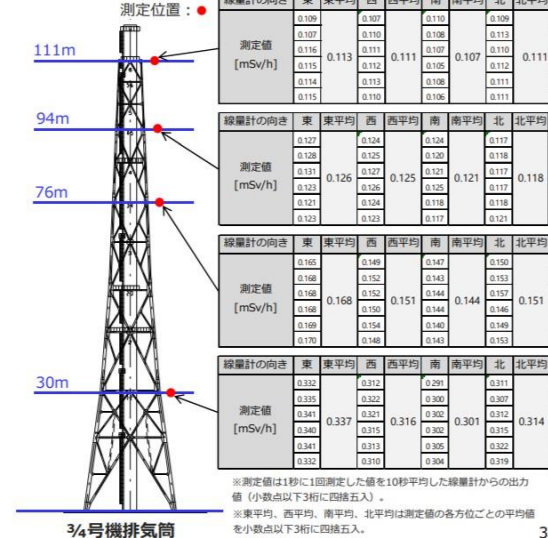 測定位置：●
111m
94m
76m
30m
3/4号機排気筒
線量計の向き 東 東平均 西 西平均 南 南平均 北 北平均
測定値 [mSv/h]
0.109 0.107 0.110 0.109
0.107 0.110 0.108 0.113
0.116 0.111 0.107 0.110
0.113 0.111 0.107 0.111
0.115 0.112 0.105 0.112
0.114 0.113 0.108 0.111
0.115 0.110 0.106 0.111
線量計の向き 東 東平均 西 西平均 南 南平均 北 北平均
測定値 [mSv/h]
0.127 0.124 0.124 0.117
0.128 0.125 0.120 0.118
0.131 0.127 0.121 0.117
0.126 0.125 0.121 0.118
0.123 0.126 0.125 0.117
0.121 0.124 0.118 0.118
0.123 0.123 0.117 0.121
線量計の向き 東 東平均 西 西平均 南 南平均 北 北平均
測定値 [mSv/h]
0.165 0.149 0.147 0.150
0.168 0.152 0.143 0.153
0.168 0.152 0.144 0.157
0.168 0.151 0.144 0.151
0.168 0.150 0.144 0.146
0.169 0.154 0.140 0.149
0.170 0.148 0.143 0.153
線量計の向き 東 東平均 西 西平均 南 南平均 北 北平均
測定値 [mSv/h]
0.332 0.312 0.291 0.311
0.335 0.322 0.300 0.307
0.341 0.321 0.302 0.312
0.337 0.316 0.301 0.314
0.340 0.315 0.302 0.315
0.341 0.313 0.305 0.322
0.332 0.310 0.304 0.319
※測定値は1秒に1回測定した値を10秒平均した線量計からの出力
値（小数点以下3桁に四捨五入）。
※東平均、西平均、南平均、北平均は測定値の各方位ごとの平均値
を小数点以下3桁に四捨五入。
3